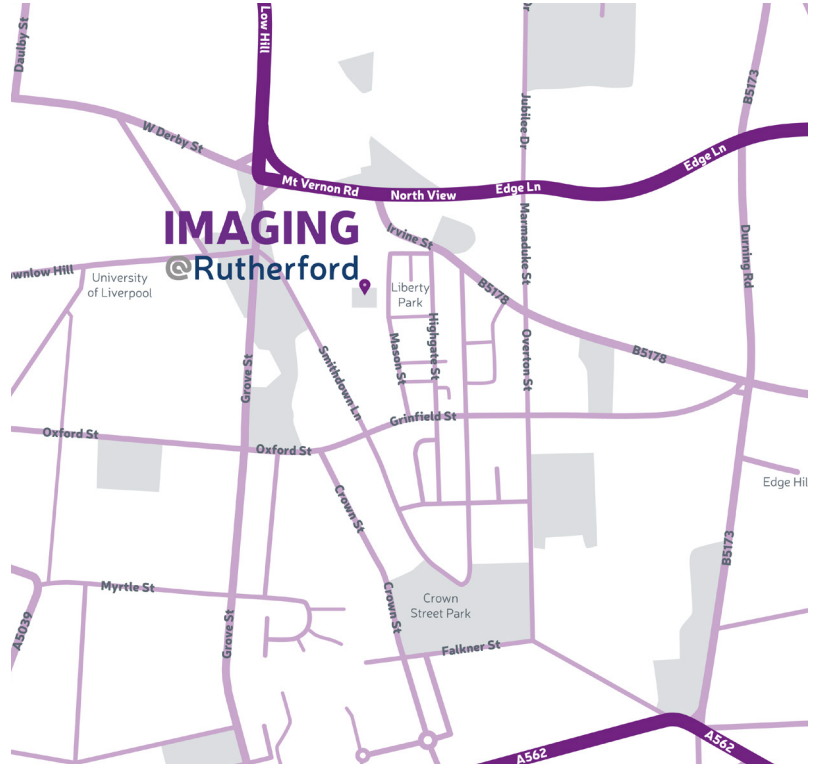 Daulby St
Low Hill
Dr
B5173
Jubilee Dr
W Derby St
Edge Ln
Mt Vernon Rd
North View
Edge Ln
IMAGING
@Rutherford
Irvine St
Marmaduke St
Durning Rd
wnlow Hill
University
of Liverpool
Liberty
Park
B5178
Highgate St
Mason St
Overton St
B5178
Smithdown Ln
Grove St
Grinfield St
Oxford St
Oxford St
Edge Hil
Crown St
B5173
Myrtle St
Crown
Street Park
Crown St
A5039
Grove St
Falkner St
A562
A562